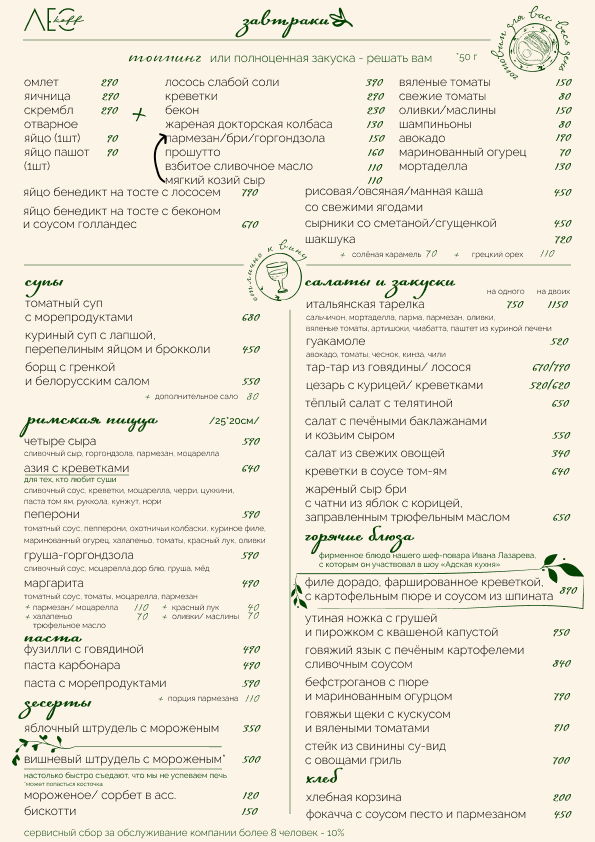 ЛЕС
kaff
завтраки
готовим для вас весь день
топпинг или полноценная закуска - решать вам *50 г
омлет 290
яичница 290
скрембл 290
отварное
яйцо (1шт) 90
яйцо пашот 90
(1шт)
+
лосось слабой соли 390
креветки 290
бекон 230
жареная докторская колбаса 130
пармезан/бри/горгондзола 150
прошутто 160
взбитое сливочное масло 110
мягкий козий сыр 110
вяленые томаты 150
свежие томаты 80
оливки/маслины 150
шампиньоны 80
авокадо 190
маринованный огурец 70
мортаделла 130
яйцо бенедикт на тосте с лососем 790
яйцо бенедикт на тосте с беконом
и соусом голландес 670
рисовая/овсяная/манная каша 450
со свежими ягодами
сырники со сметаной/сгущенкой 450
шакшука 720
+ солёная карамель 70 + грецкий орех 110
отлично к вину
супы
томатный суп
с морепродуктами 680
куриный суп с лапшой,
перепелиным яйцом и брокколи 450
борщ с гренкой
и белорусским салом 550
+ дополнительное сало 80
римская пицца /25*20см/
четыре сыра 590
сливочный сыр, горгондзола, пармезан, моцарелла
азия с креветками 640
для тех, кто любит суши
сливочный соус, креветки, моцарелла, черри, цуккини,
паста том ям, руккола, кунжут, нори
пеперони 590
томатный соус, пепперони, охотничьи колбаски, куриное филе,
маринованный огурец, халапеньо, томаты, красный лук, оливки
груша-горгондзола 590
сливочный соус, моцарелла,дор блю, груша, мёд
маргарита 490
томатный соус, томаты, моцарелла, пармезан
+ пармезан/ моцарелла 110 + красный лук 40
+ халапеньо 70 + оливки/ маслины 70
трюфельное масло
паста
фузилли с говядиной 490
паста карбонара 490
паста с морепродуктами 590
+ порция пармезана 110
десерты
яблочный штрудель с мороженым 350
вишневый штрудель с мороженым* 500
настолько быстро съедают, что мы не успеваем печь
*может попасться косточка
мороженое/ сорбет в асс. 120
бискотти 150
салаты и закуски на одного на двоих
итальянская тарелка 750 1150
сальчичон, мортаделла, парма, пармезан, оливки,
вяленые томаты, артишоки, чиабатта, паштет из куриной печени
гуакамоле 520
авокадо, томаты, чеснок, кинза, чили
тар-тар из говядины/ лосося 670/790
цезарь с курицей/ креветками 520/620
тёплый салат с телятиной 650
салат с печёными баклажанами
и козьим сыром 550
салат из свежих овощей 340
креветки в соусе том-ям 640
жареный сыр бри
с чатни из яблок с корицей,
заправленным трюфельным маслом 650
горячие блюда
фирменное блюдо нашего шеф-повара Ивана Лазарева,
с которым он участвовал в шоу «Адская кухня»
филе дорадо, фаршированное креветкой,
с картофельным пюре и соусом из шпината 890
утиная ножка с грушей
и пирожком с квашеной капустой 950
говяжий язык с печёным картофелеми
сливочным соусом 840
бефстроганов с пюре
и маринованным огурцом 790
говяжьи щеки с кускусом
и вялеными томатами 910
стейк из свинины су-вид
с овощами гриль 700
хлеб
хлебная корзина 200
фокачча с соусом песто и пармезаном 450
сервисный сбор за обслуживание компании более 8 человек - 10%